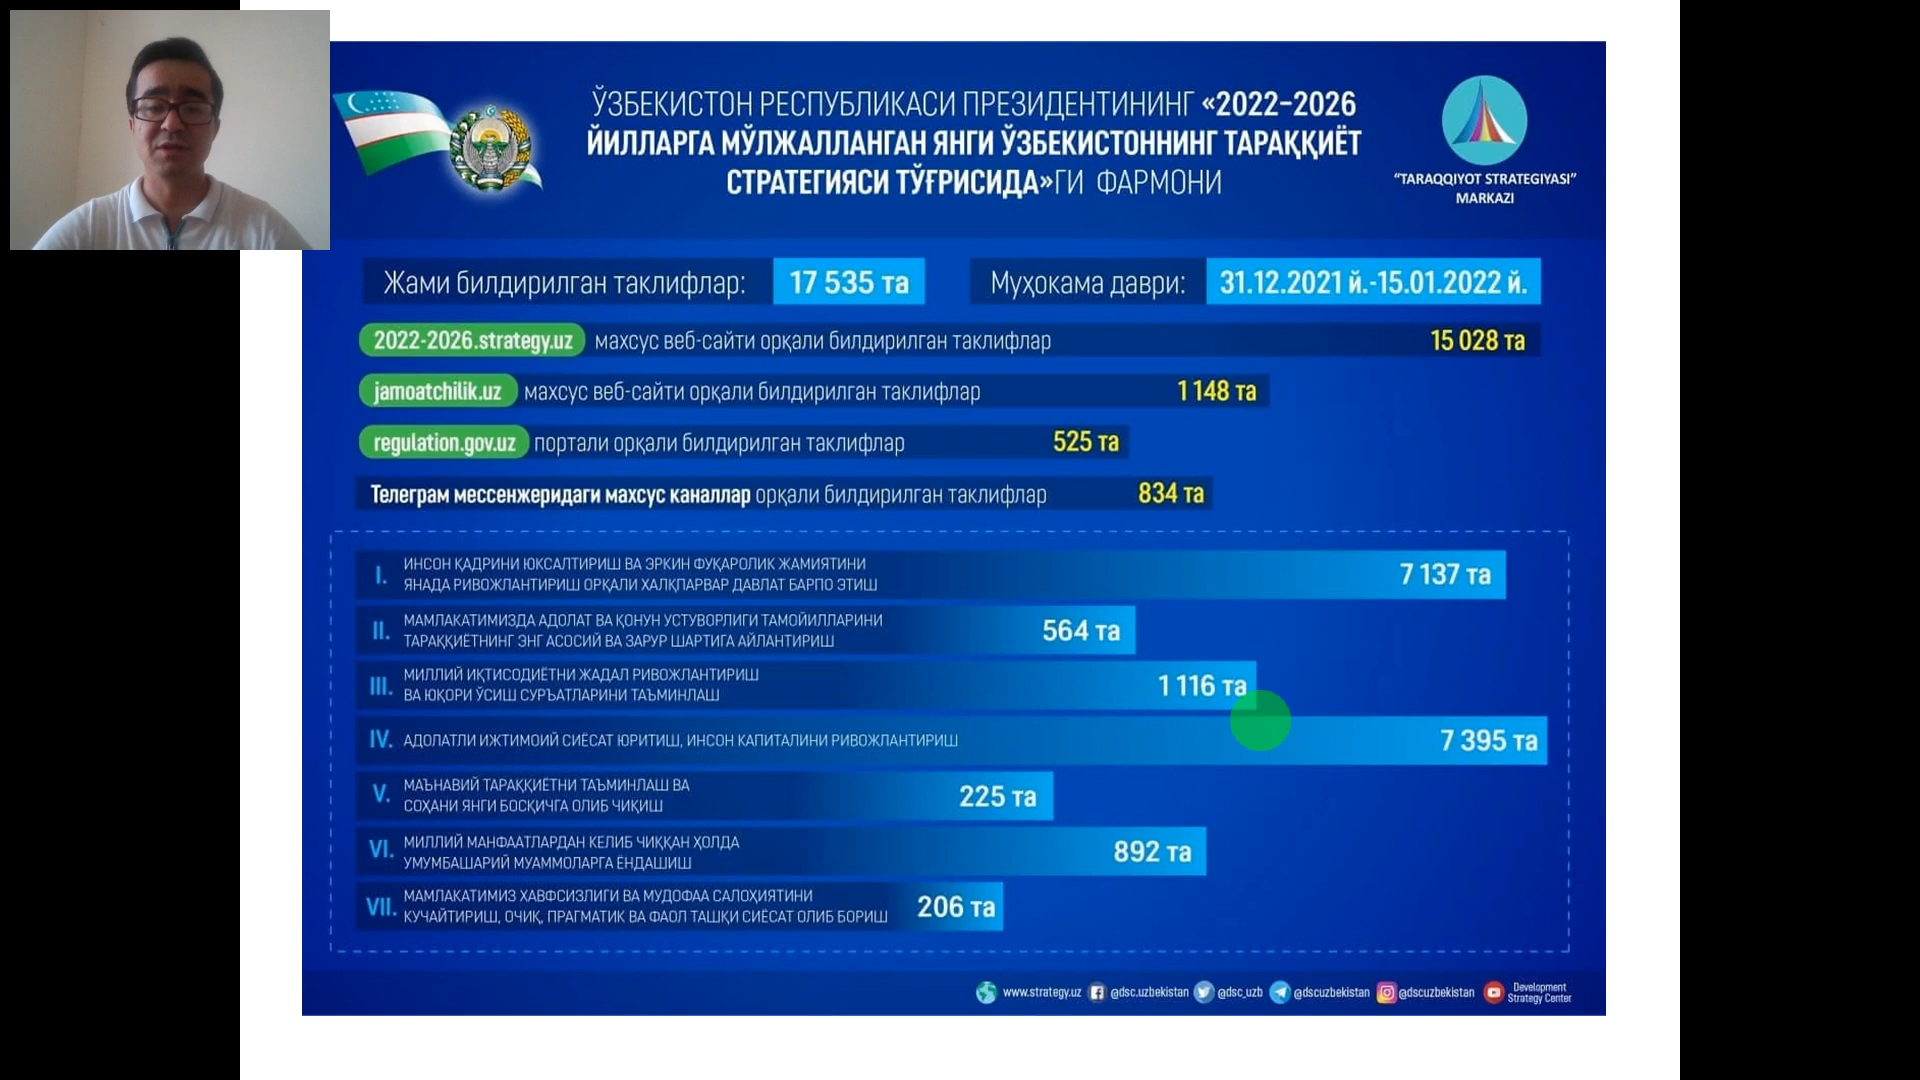 ЎЗБЕКИСТОН РЕСПУБЛИКАСИ ПРЕЗИДЕНТИНИНГ «2022-2026
ЙИЛЛАРГА МЎЛЖАЛЛАНГАН ЯНГИ ЎЗБЕКИСТОННИНГ ТАРАҚҚИЁТ
СТРАТЕГИЯСИ ТЎҒРИСИДА»ГИ ФАРМОНИ
“TARAQQIYOT STRATEGIYASI”
MARKAZI
Жами билдирилган таклифлар: 17 535 та
Муҳокама даври: 31.12.2021 й.-15.01.2022 й.
2022-2026.strategy.uz махсус веб-сайти орқали билдирилган таклифлар 15 028 та
jamoatchilik.uz махсус веб-сайти орқали билдирилган таклифлар 1 148 та
regulation.gov.uz портали орқали билдирилган таклифлар 525 та
Телеграм мессенжеридаги махсус каналлар орқали билдирилган таклифлар 834 та
I. ИНСОН ҚАДРИНИ ЮКСАЛТИРИШ ВА ЭРКИН ФУҚАРОЛИК ЖАМИЯТИНИ
ЯНАДА РИВОЖЛАНТИРИШ ОРҚАЛИ ХАЛҚПАРВАР ДАВЛАТ БАРПО ЭТИШ
7 137 та
II. МАМЛАКАТИМИЗДА АДОЛАТ ВА ҚОНУН УСТУВОРЛИГИ ТАМОЙИЛЛАРИНИ
ТАРАҚҚИЁТНИНГ ЭНГ АСОСИЙ ВА ЗАРУР ШАРТИГА АЙЛАНТИРИШ
564 та
III. МИЛЛИЙ ИҚТИСОДИЁТНИ ЖАДАЛ РИВОЖЛАНТИРИШ
ВА ЮҚОРИ ЎСИШ СУРЪАТЛАРИНИ ТАЪМИНЛАШ
1 116 та
IV. АДОЛАТЛИ ИЖТИМОИЙ СИЁСАТ ЮРИТИШ, ИНСОН КАПИТАЛИНИ РИВОЖЛАНТИРИШ
7 395 та
V. МАЪНАВИЙ ТАРАҚҚИЁТНИ ТАЪМИНЛАШ ВА
СОҲАНИ ЯНГИ БОСҚИЧГА ОЛИБ ЧИҚИШ
225 та
VI. МИЛЛИЙ МАНФААТЛАРДАН КЕЛИБ ЧИҚҚАН ҲОЛДА
УМУМБАШАРИЙ МУАММОЛАРГА ЁНДАШИШ
892 та
VII. МАМЛАКАТИМИЗ ХАВФСИЗЛИГИ ВА МУДОФАА САЛОҲИЯТИНИ
КУЧАЙТИРИШ, ОЧИҚ, ПРАГМАТИК ВА ФАОЛ ТАШҚИ СИЁСАТ ОЛИБ БОРИШ
206 та
www.strategy.uz @dsc.uzbekistan @dsc_uzb @dscuzbekistan @dscuzbekistan Development
Strategy Center